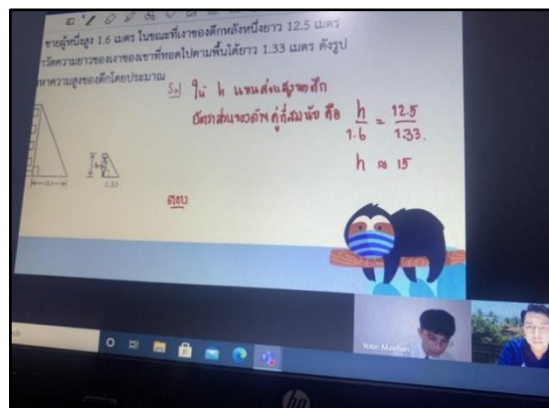 ชายผู้หนึ่งสูง 1.6 เมตร ในขณะที่เงาของตึกหลังหนึ่งยาว 12.5 เมตร
วัดความยาวของเงาของเขาที่ทอดไปตามพื้นได้ยาว 1.33 เมตร ดังรูป
หาความสูงของตึกโดยประมาณ
Sol ให้ h แทนส่วนสูงของตึก
อัตราส่วนของด้านคู่ที่สมนัย คือ h/1.6 = 12.5/1.33
h ≈ 15
12.5
1.33
ตอบ
Yotin
hp